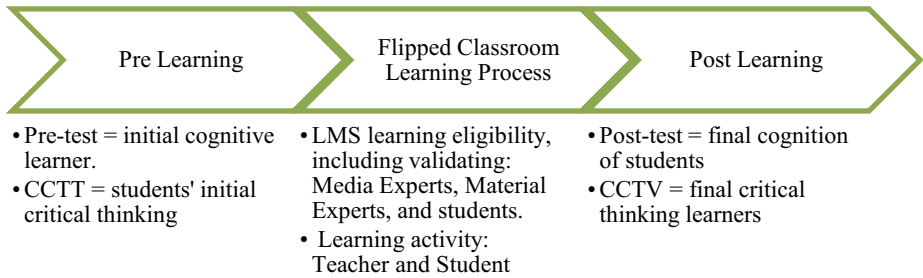 Pre Learning
Flipped Classroom
Learning Process
Post Learning
• Pre-test = initial cognitive
learner.
• CCTT = students' initial
critical thinking
• LMS learning eligibility,
including validating:
Media Experts, Material
Experts, and students.
• Learning activity:
Teacher and Student
• Post-test = final cognition
of students
• CCTV = final critical
thinking learners